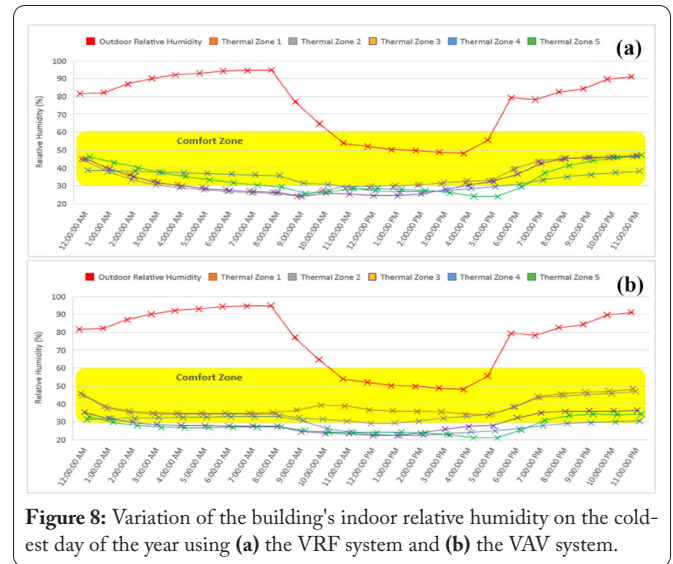 Outdoor Relative Humidity Thermal Zone 1 Thermal Zone 2 Thermal Zone 3 Thermal Zone 4 Thermal Zone 5
(a)
Relative Humidity (%)
100
90
80
70
60
50
40
30
20
Comfort Zone
12:00:00 AM 1:00:00 AM 2:00:00 AM 3:00:00 AM 4:00:00 AM 5:00:00 AM 6:00:00 AM 7:00:00 AM 8:00:00 AM 9:00:00 AM 10:00:00 AM 11:00:00 AM 12:00:00 PM 1:00:00 PM 2:00:00 PM 3:00:00 PM 4:00:00 PM 5:00:00 PM 6:00:00 PM 7:00:00 PM 8:00:00 PM 9:00:00 PM 10:00:00 PM 11:00:00 PM
Outdoor Relative Humidity Thermal Zone 1 Thermal Zone 2 Thermal Zone 3 Thermal Zone 4 Thermal Zone 5
(b)
Relative Humidity (%)
100
90
80
70
60
50
40
30
20
Comfort Zone
12:00:00 AM 1:00:00 AM 2:00:00 AM 3:00:00 AM 4:00:00 AM 5:00:00 AM 6:00:00 AM 7:00:00 AM 8:00:00 AM 9:00:00 AM 10:00:00 AM 11:00:00 AM 12:00:00 PM 1:00:00 PM 2:00:00 PM 3:00:00 PM 4:00:00 PM 5:00:00 PM 6:00:00 PM 7:00:00 PM 8:00:00 PM 9:00:00 PM 10:00:00 PM 11:00:00 PM
Figure 8: Variation of the building's indoor relative humidity on the cold-
est day of the year using (a) the VRF system and (b) the VAV system.